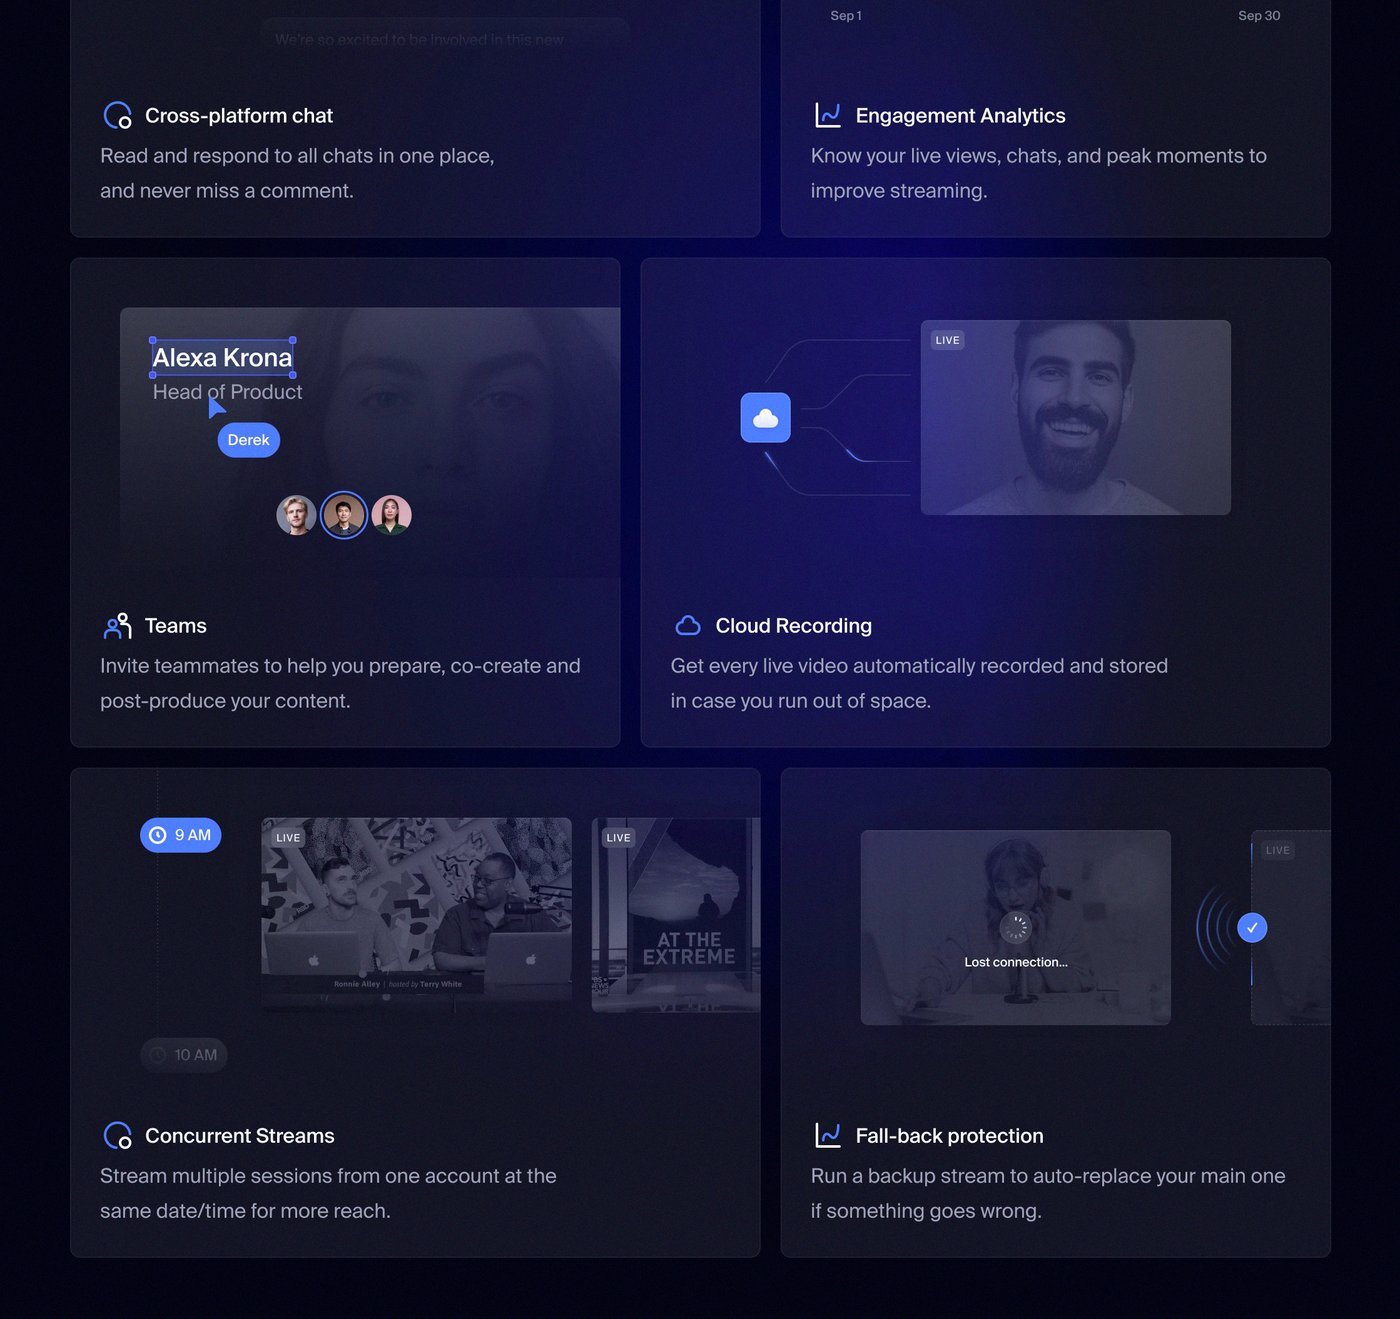 We're so excited to be involved in this new
Sep 1
Sep 30
Cross-platform chat
Read and respond to all chats in one place,
and never miss a comment.
Engagement Analytics
Know your live views, chats, and peak moments to
improve streaming.
Alexa Krona
Head of Product
Derek
Teams
Invite teammates to help you prepare, co-create and
post-produce your content.
LIVE
Cloud Recording
Get every live video automatically recorded and stored
in case you run out of space.
9 AM
LIVE
Ronnie Alley | hosted by Terry White
LIVE
AT THE
EXTREME
PBS
NEWS
HOUR
10 AM
Concurrent Streams
Stream multiple sessions from one account at the
same date/time for more reach.
Lost connection...
LIVE
Fall-back protection
Run a backup stream to auto-replace your main one
if something goes wrong.